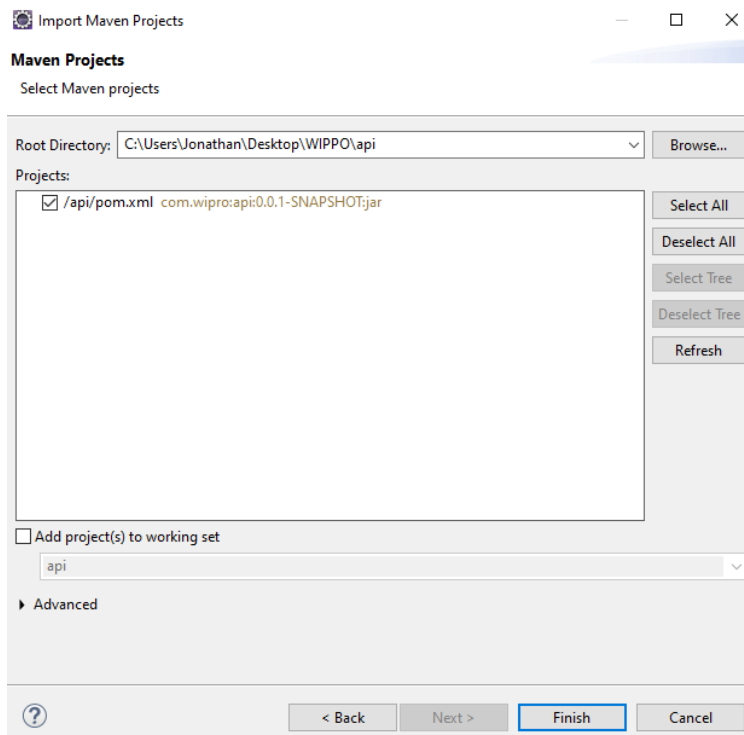 Import Maven Projects
Maven Projects
Select Maven projects
Root Directory: C:\Users\Jonathan\Desktop\WIPPO\api Browse...
Projects:
/api/pom.xml com.wipro:api:0.0.1-SNAPSHOT:jar
Select All
Deselect All
Select Tree
Deselect Tree
Refresh
Add project(s) to working set
api
Advanced
? < Back Next > Finish Cancel